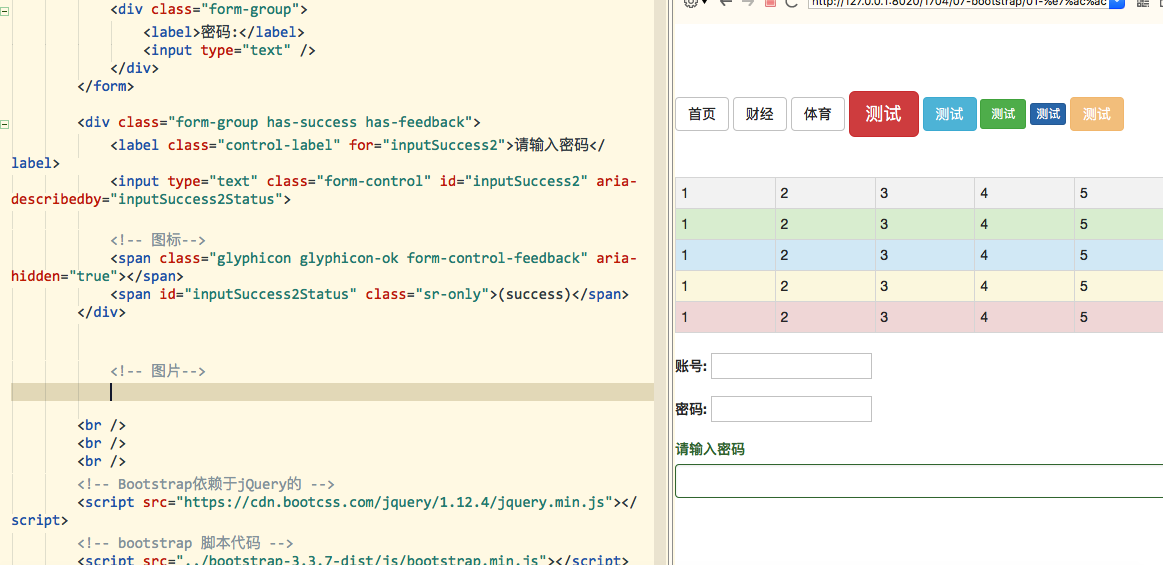 <div class="form-group">
<label>密码:</label>
<input type="text" />
</div>
</form>
<div class="form-group has-success has-feedback">
<label class="control-label" for="inputSuccess2">请输入密码</
label>
<input type="text" class="form-control" id="inputSuccess2" aria-
describedby="inputSuccess2Status">
<!-- 图标-->
<span class="glyphicon glyphicon-ok form-control-feedback" aria-
hidden="true"></span>
<span id="inputSuccess2Status" class="sr-only">(success)</span>
</div>
<!-- 图片-->
<br />
<br />
<br />
<!-- Bootstrap依赖于jQuery的 -->
<script src="https://cdn.bootcss.com/jquery/1.12.4/jquery.min.js"></
script>
<!-- bootstrap 脚本代码 -->
<script src="../bootstrap-3.3.7-dist/js/bootstrap.min.js"></script>
http://127.0.0.1:8020/1704/07-bootstrap/01-%e7%ac%ac
首页 财经 体育 测试 测试 测试 测试 测试
1 2 3 4 5
1 2 3 4 5
1 2 3 4 5
1 2 3 4 5
1 2 3 4 5
账号:
密码:
请输入密码